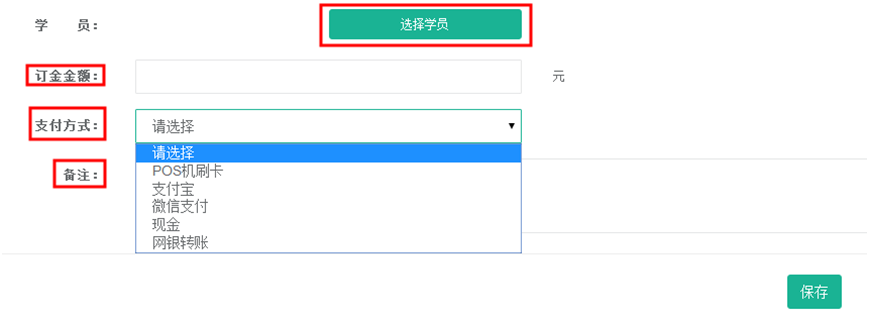 学 员： 选择学员
订金金额： 元
支付方式： 请选择
请选择
POS机刷卡
备注： 支付宝
微信支付
现金
网银转账
保存